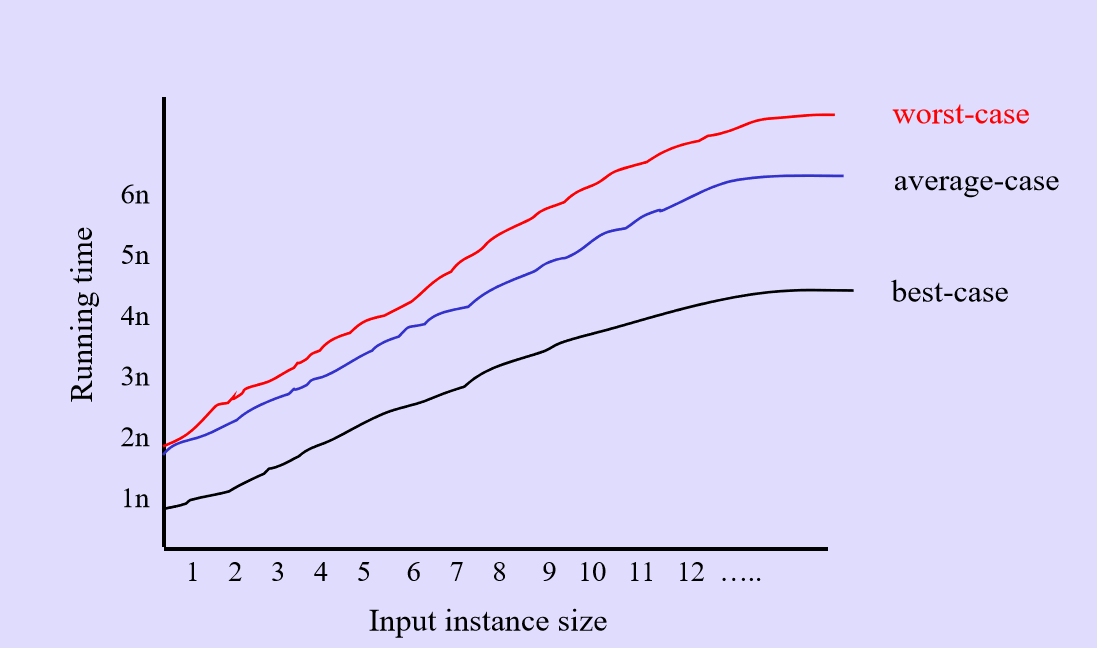 worst-case
average-case
best-case
Running time
6n
5n
4n
3n
2n
1n
1 2 3 4 5 6 7 8 9 10 11 12 …..
Input instance size